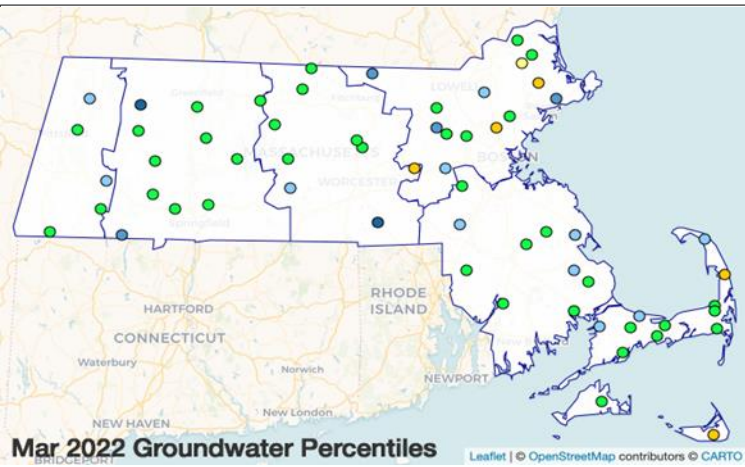 LOWELL
MASSACHUSETTS
BOSTON
WORCESTER
Springfield
RHODE
ISLAND
HARTFORD
CONNECTICUT
Waterbury
Norwich
NEWPORT
New London
NEW HAVEN
BRIDGEPORT
Mar 2022 Groundwater Percentiles
Leaflet | © OpenStreetMap contributors © CARTO